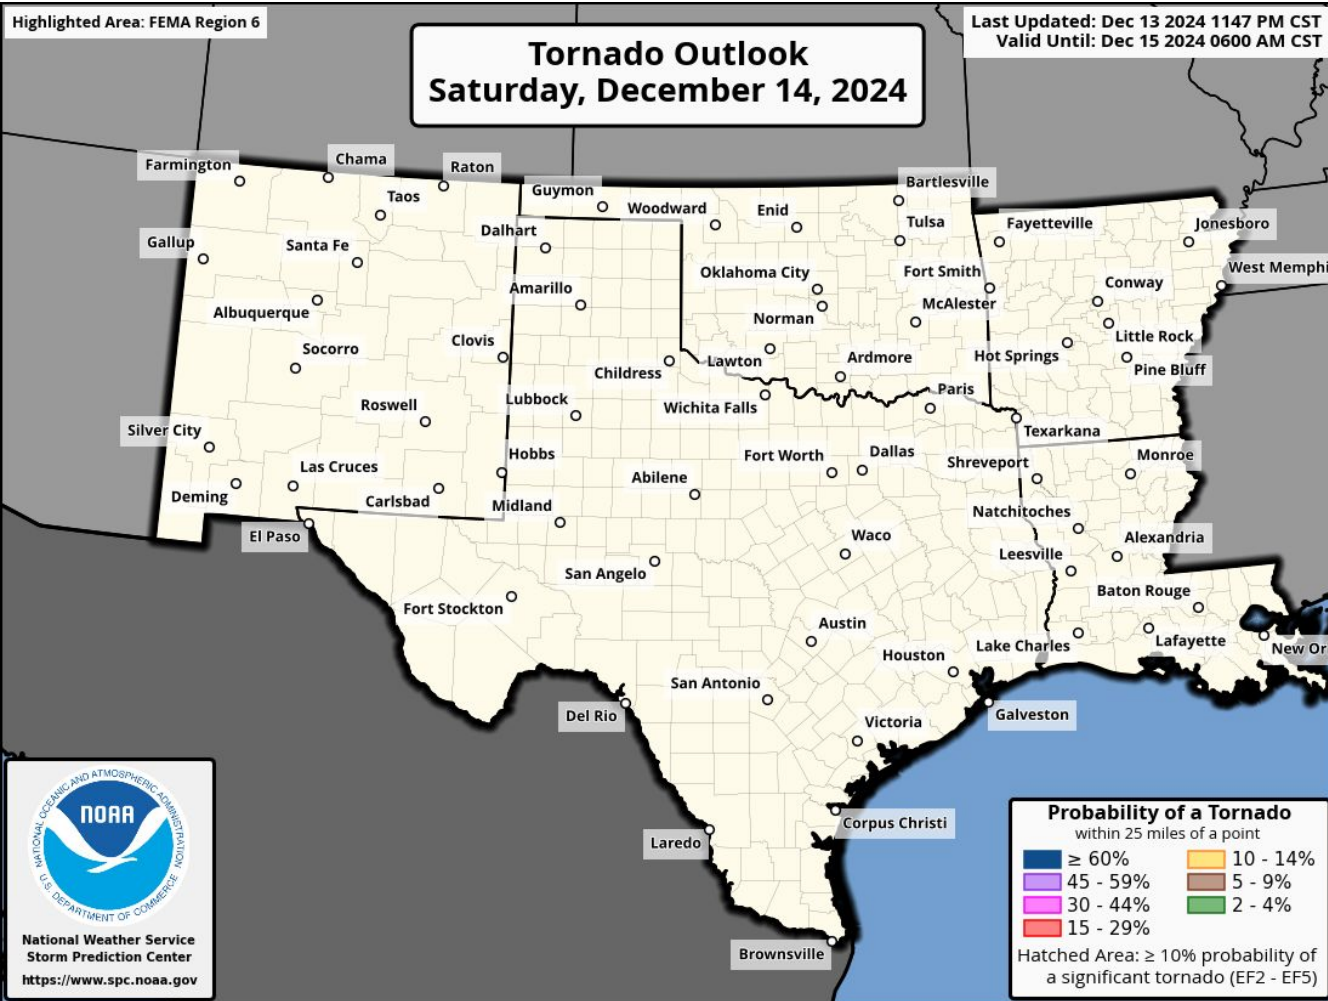 Highlighted Area: FEMA Region 6
Last Updated: Dec 13 2024 1147 PM CST
Valid Until: Dec 15 2024 0600 AM CST
Tornado Outlook
Saturday, December 14, 2024
Farmington
Chama
Raton
Taos
Guymon
Woodward
Enid
Bartlesville
Tulsa
Fayetteville
Jonesboro
Gallup
Santa Fe
Dalhart
Oklahoma City
Fort Smith
West Memphi
Albuquerque
Amarillo
Norman
McAlester
Conway
Socorro
Clovis
Childress
Lawton
Ardmore
Hot Springs
Little Rock
Pine Bluff
Roswell
Lubbock
Wichita Falls
Paris
Texarkana
Silver City
Las Cruces
Hobbs
Abilene
Fort Worth
Dallas
Shreveport
Monroe
Deming
Carlsbad
Midland
Natchitoches
El Paso
San Angelo
Waco
Leesville
Alexandria
Fort Stockton
Austin
Baton Rouge
Houston
Lake Charles
Lafayette
New Or
San Antonio
Del Rio
Victoria
Galveston
Laredo
Corpus Christi
Brownsville
NATIONAL OCEANIC AND ATMOSPHERIC ADMINISTRATION
NOAA
U.S. DEPARTMENT OF COMMERCE
National Weather Service
Storm Prediction Center
https://www.spc.noaa.gov
Probability of a Tornado
within 25 miles of a point
≥ 60%
45 - 59%
30 - 44%
15 - 29%
10 - 14%
5 - 9%
2 - 4%
Hatched Area: ≥ 10% probability of
a significant tornado (EF2 - EF5)